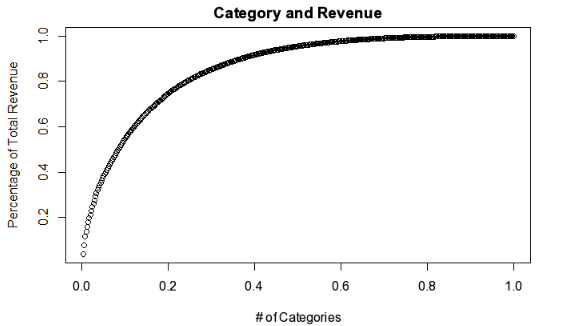 Category and Revenue
Percentage of Total Revenue
1.0
0.8
0.6
0.4
0.2
0.0 0.2 0.4 0.6 0.8 1.0
# of Categories